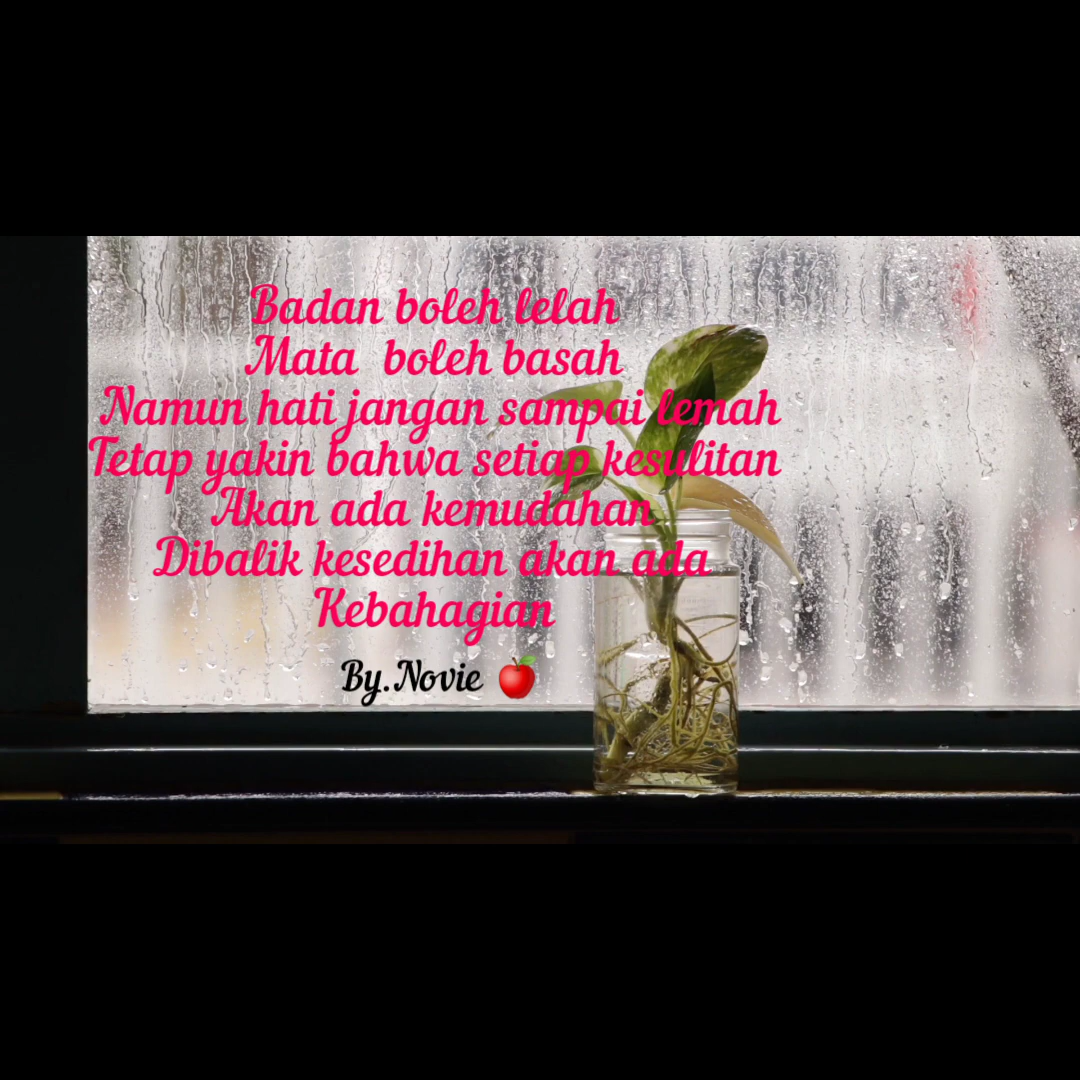 Badan boleh lelah
Mata boleh basah
Namun hati jangan sampai lemah
Tetap yakin bahwa setiap kesulitan
Akan ada kemudahan
Dibalik kesedihan akan ada
Kebahagian
By.Novie 🍎